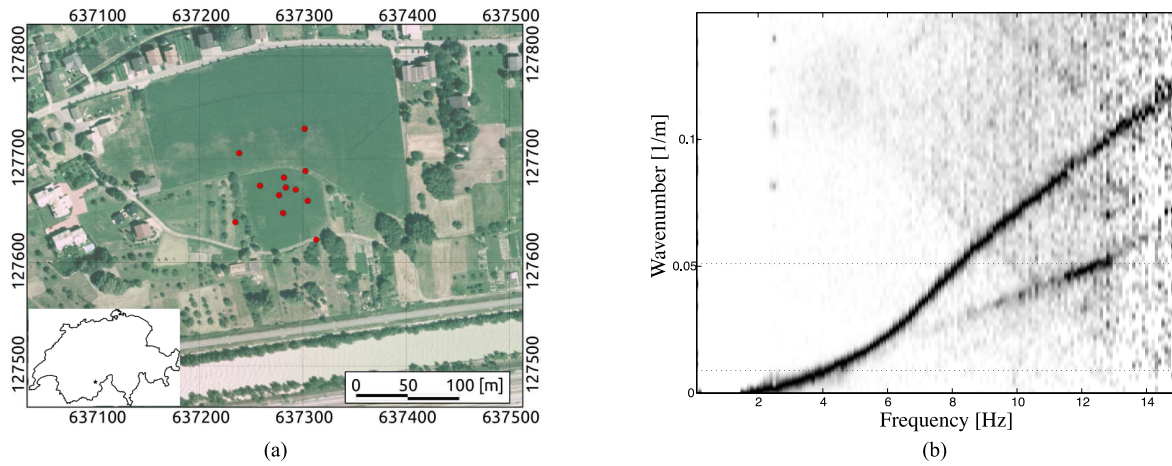 637100 637200 637300 637400 637500
127800 127800
127700 127700
127600 127600
127500 127500
0 50 100 [m]
637100 637200 637300 637400 637500
(a)
Wavenumber [1/m]
0.1
0.05
0
2 4 6 8 10 12 14
Frequency [Hz]
(b)